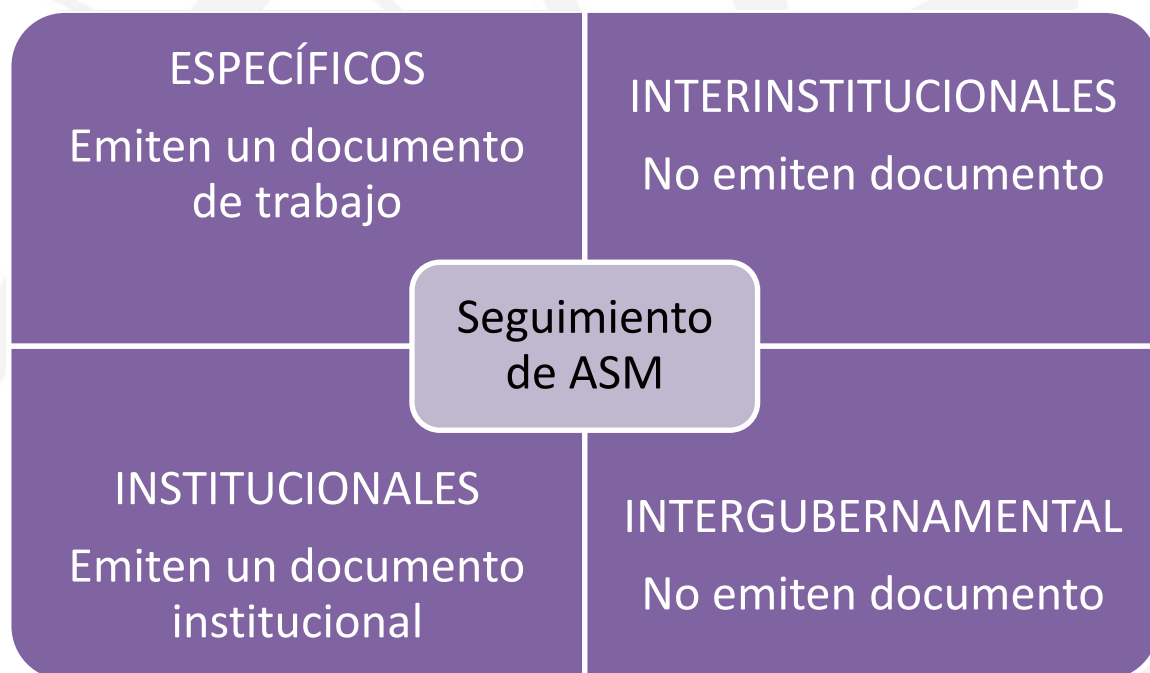 ESPECÍFICOS
Emiten un documento
de trabajo
INTERINSTITUCIONALES
No emiten documento
Seguimiento
de ASM
INSTITUCIONALES
Emiten un documento
institucional
INTERGUBERNAMENTAL
No emiten documento